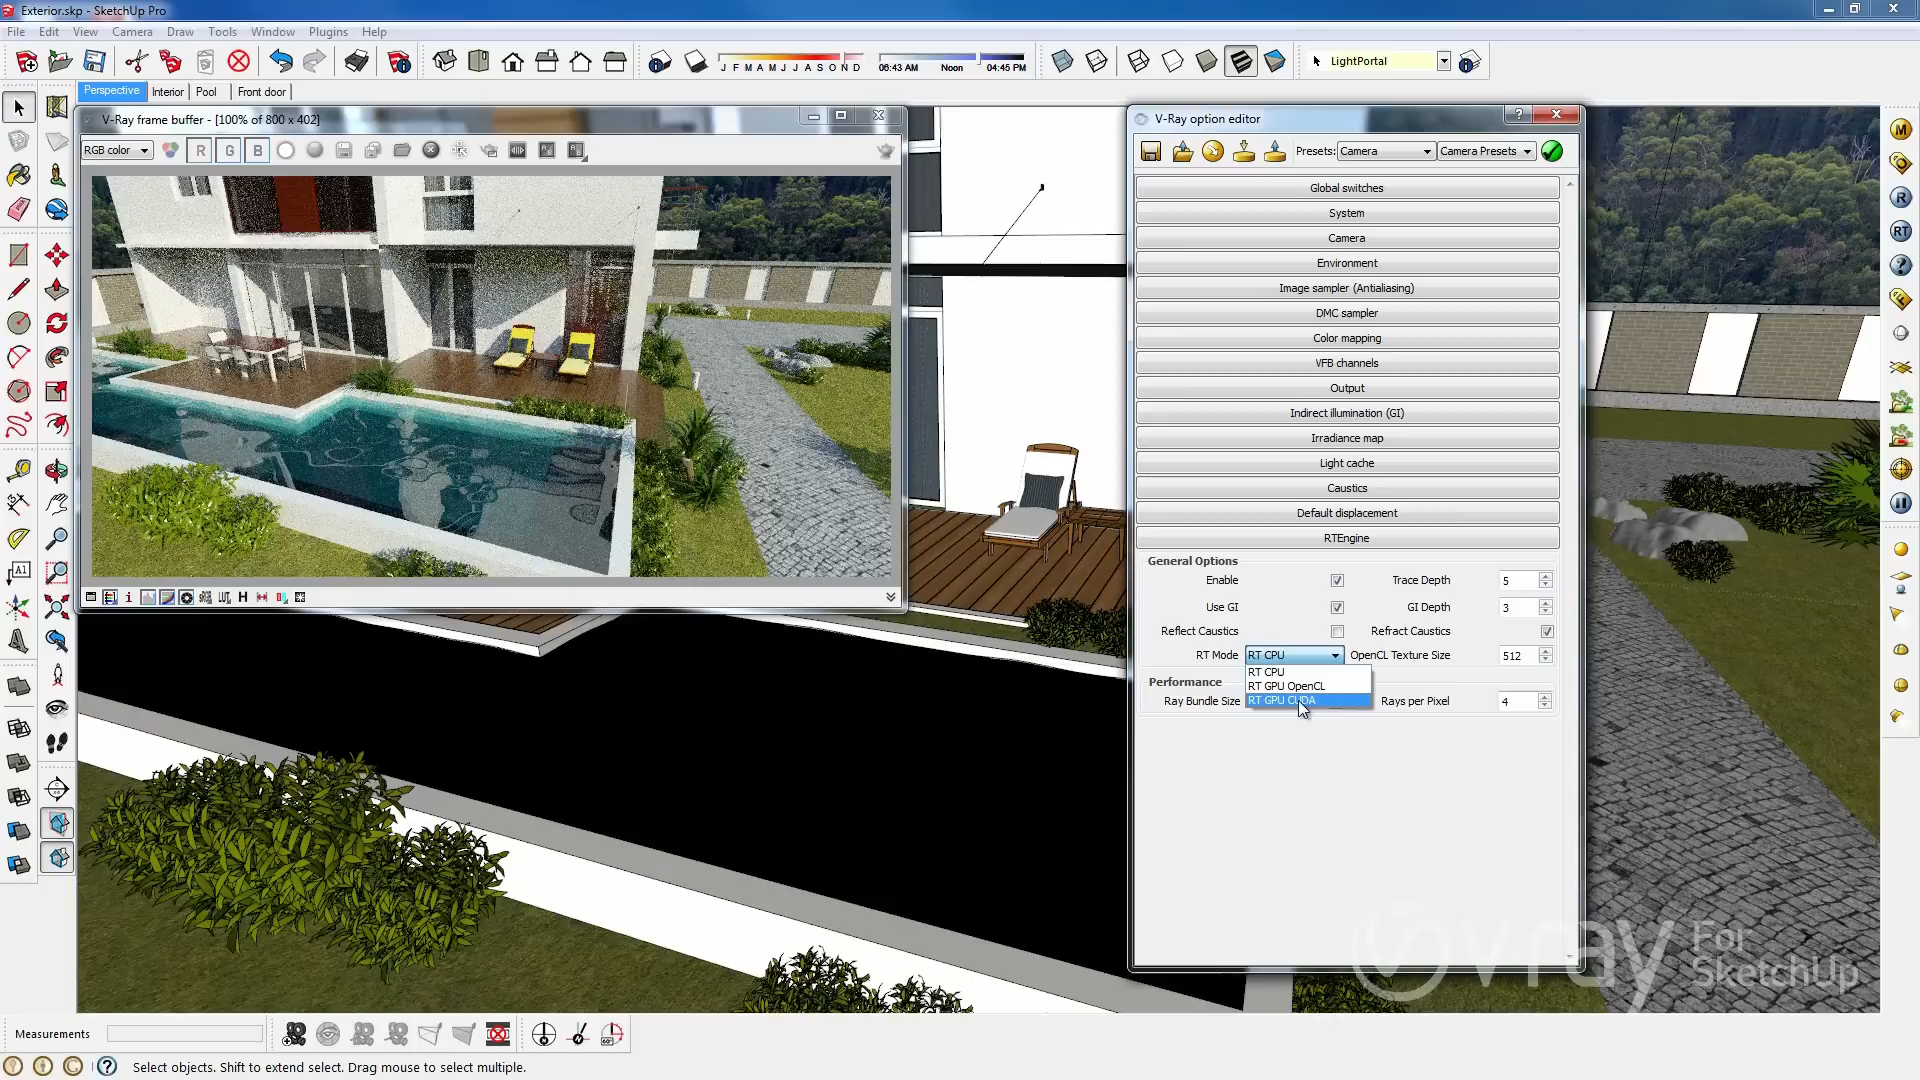 Exterior.skp - SketchUp Pro
File Edit View Camera Draw Tools Window Plugins Help
J F M A M J J A S O N D
06:43 AM Noon 04:45 PM
LightPortal
Perspective Interior Pool Front door
V-Ray frame buffer - [100% of 800 x 402]
RGB color
R G B
V-Ray option editor
Presets: Camera Camera Presets
Global switches
System
Camera
Environment
Image sampler (Antialiasing)
DMC sampler
Color mapping
VFB channels
Output
Indirect illumination (GI)
Irradiance map
Light cache
Caustics
Default displacement
RTEngine
General Options
Enable Trace Depth 5
Use GI GI Depth 3
Reflect Caustics Refract Caustics
RT Mode RT CPU OpenCL Texture Size 512
RT CPU
RT GPU OpenCL
RT GPU CUDA
Performance
Ray Bundle Size Rays per Pixel 4
M
R
RT
A1
LUT
H
vray For
SketchUp
Measurements
Select objects. Shift to extend select. Drag mouse to select multiple.